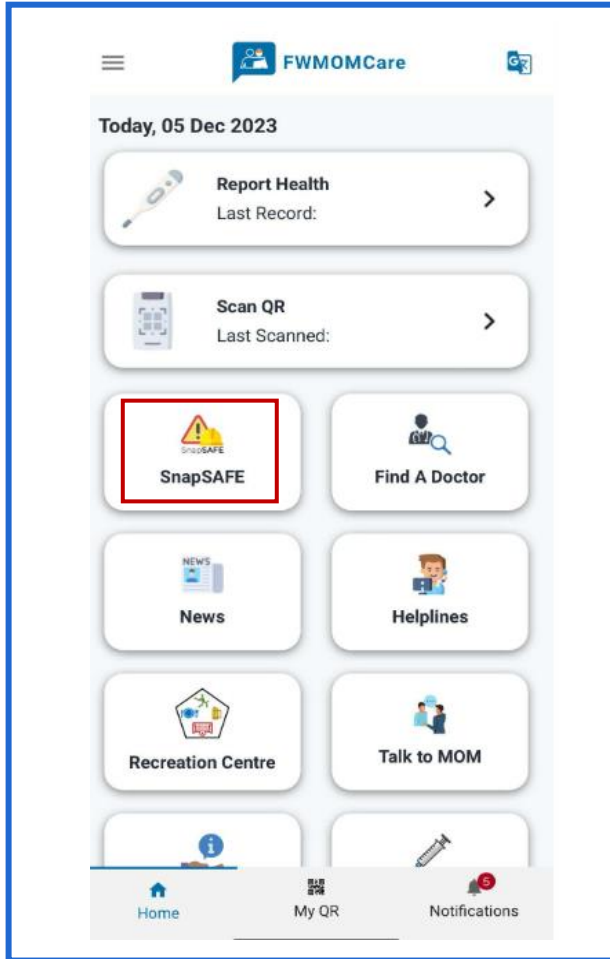 FWMOMCare
Today, 05 Dec 2023
Report Health
Last Record:
Scan QR
Last Scanned:
SnapSAFE
SnapSAFE
Find A Doctor
NEWS
News
Helplines
Recreation Centre
Talk to MOM
5
Home
My QR
Notifications